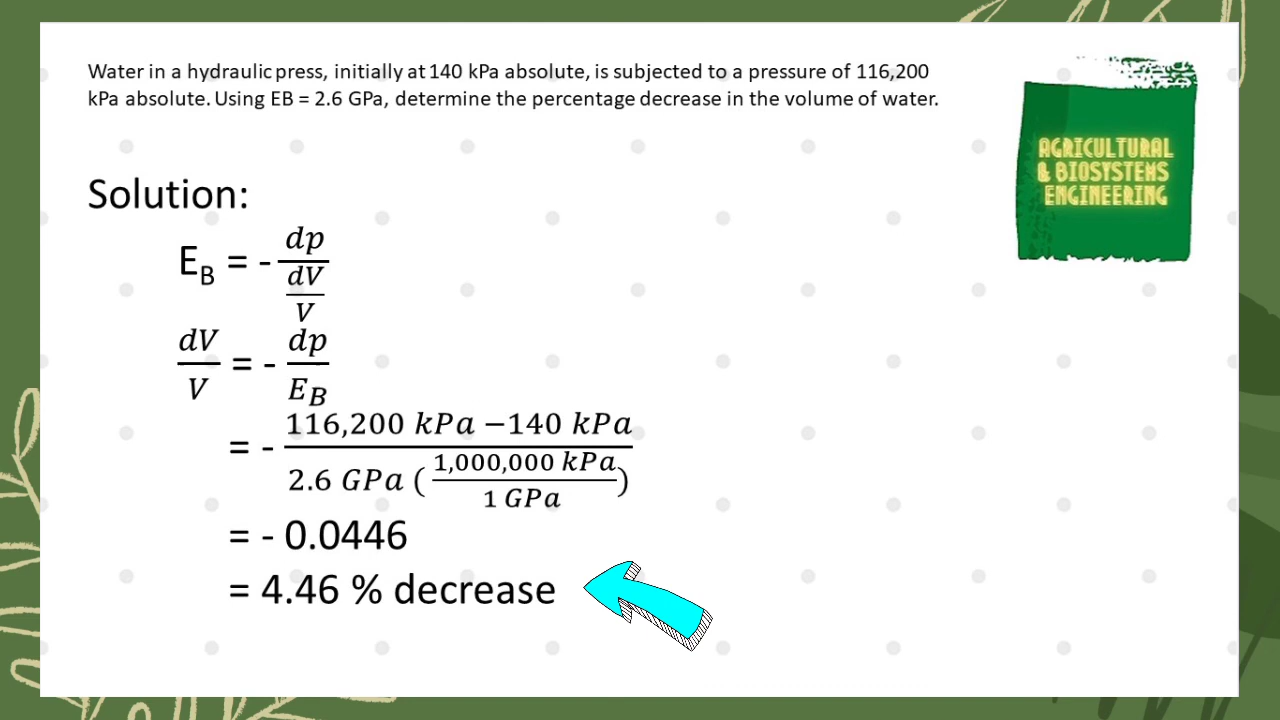 Water in a hydraulic press, initially at 140 kPa absolute, is subjected to a pressure of 116,200
kPa absolute. Using EB = 2.6 GPa, determine the percentage decrease in the volume of water.
AGRICULTURAL
& BIOSYSTEMS
ENGINEERING
Solution:
E_B = - dp / (dV / V)
dV / V = - dp / E_B
= - (116,200 kPa − 140 kPa) / (2.6 GPa (1,000,000 kPa / 1 GPa))
= - 0.0446
= 4.46 % decrease